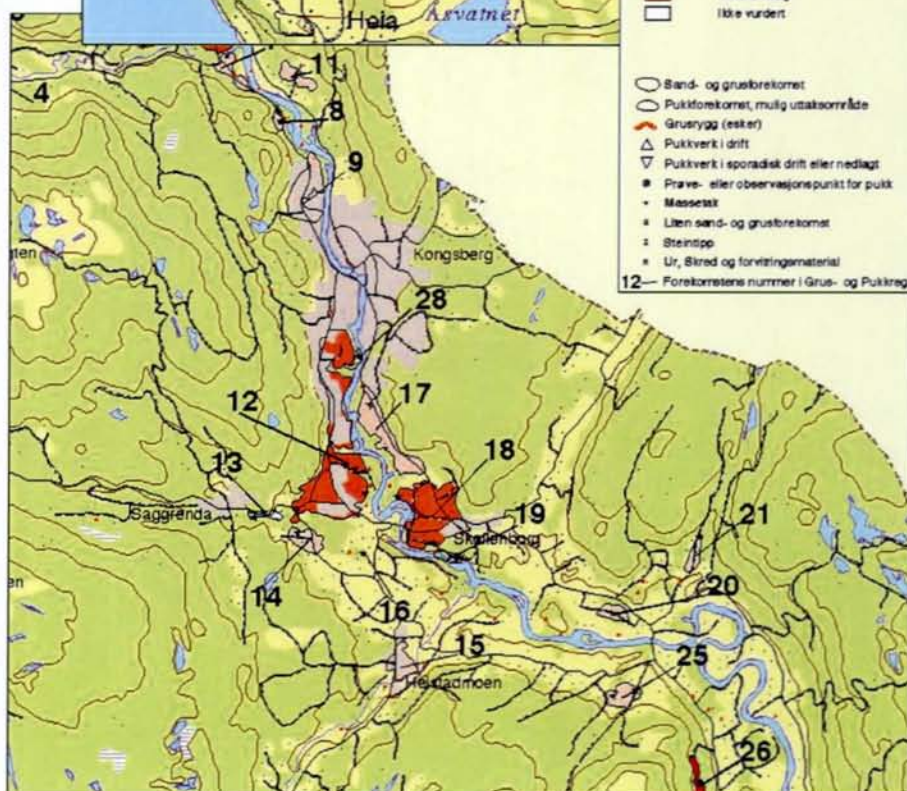 Hela
Åsvatnet
Ikke vurdert
Sand- og grusforekomst
Pukkforekomst, mulig uttaksområde
Grusrygg (esker)
Pukkverk i drift
Pukkverk i sporadisk drift eller nedlagt
Prøve- eller observasjonspunkt for pukk
Massetak
Liten sand- og grusforekomst
Steintipp
Ur, Skred og forvitringsmaterial
12 Forekomstens nummer i Grus- og Pukkreg
4
11
8
9
Kongsberg
28
12
17
13
18
Saggrenda
19
Skollenborg
21
14
20
16
15
25
Heistadmoen
26